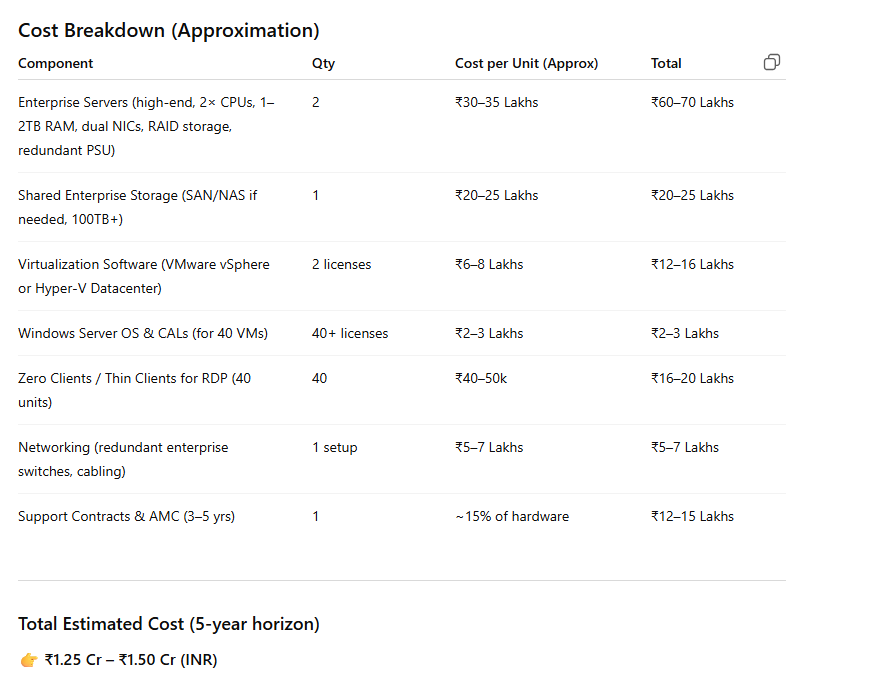 Cost Breakdown (Approximation)
Component Qty Cost per Unit (Approx) Total
Enterprise Servers (high-end, 2× CPUs, 1– 2 ₹30–35 Lakhs ₹60–70 Lakhs
2TB RAM, dual NICs, RAID storage,
redundant PSU)
Shared Enterprise Storage (SAN/NAS if 1 ₹20–25 Lakhs ₹20–25 Lakhs
needed, 100TB+)
Virtualization Software (VMware vSphere 2 licenses ₹6–8 Lakhs ₹12–16 Lakhs
or Hyper-V Datacenter)
Windows Server OS & CALs (for 40 VMs) 40+ licenses ₹2–3 Lakhs ₹2–3 Lakhs
Zero Clients / Thin Clients for RDP (40 40 ₹40–50k ₹16–20 Lakhs
units)
Networking (redundant enterprise 1 setup ₹5–7 Lakhs ₹5–7 Lakhs
switches, cabling)
Support Contracts & AMC (3–5 yrs) 1 ~15% of hardware ₹12–15 Lakhs
Total Estimated Cost (5-year horizon)
👉 ₹1.25 Cr – ₹1.50 Cr (INR)